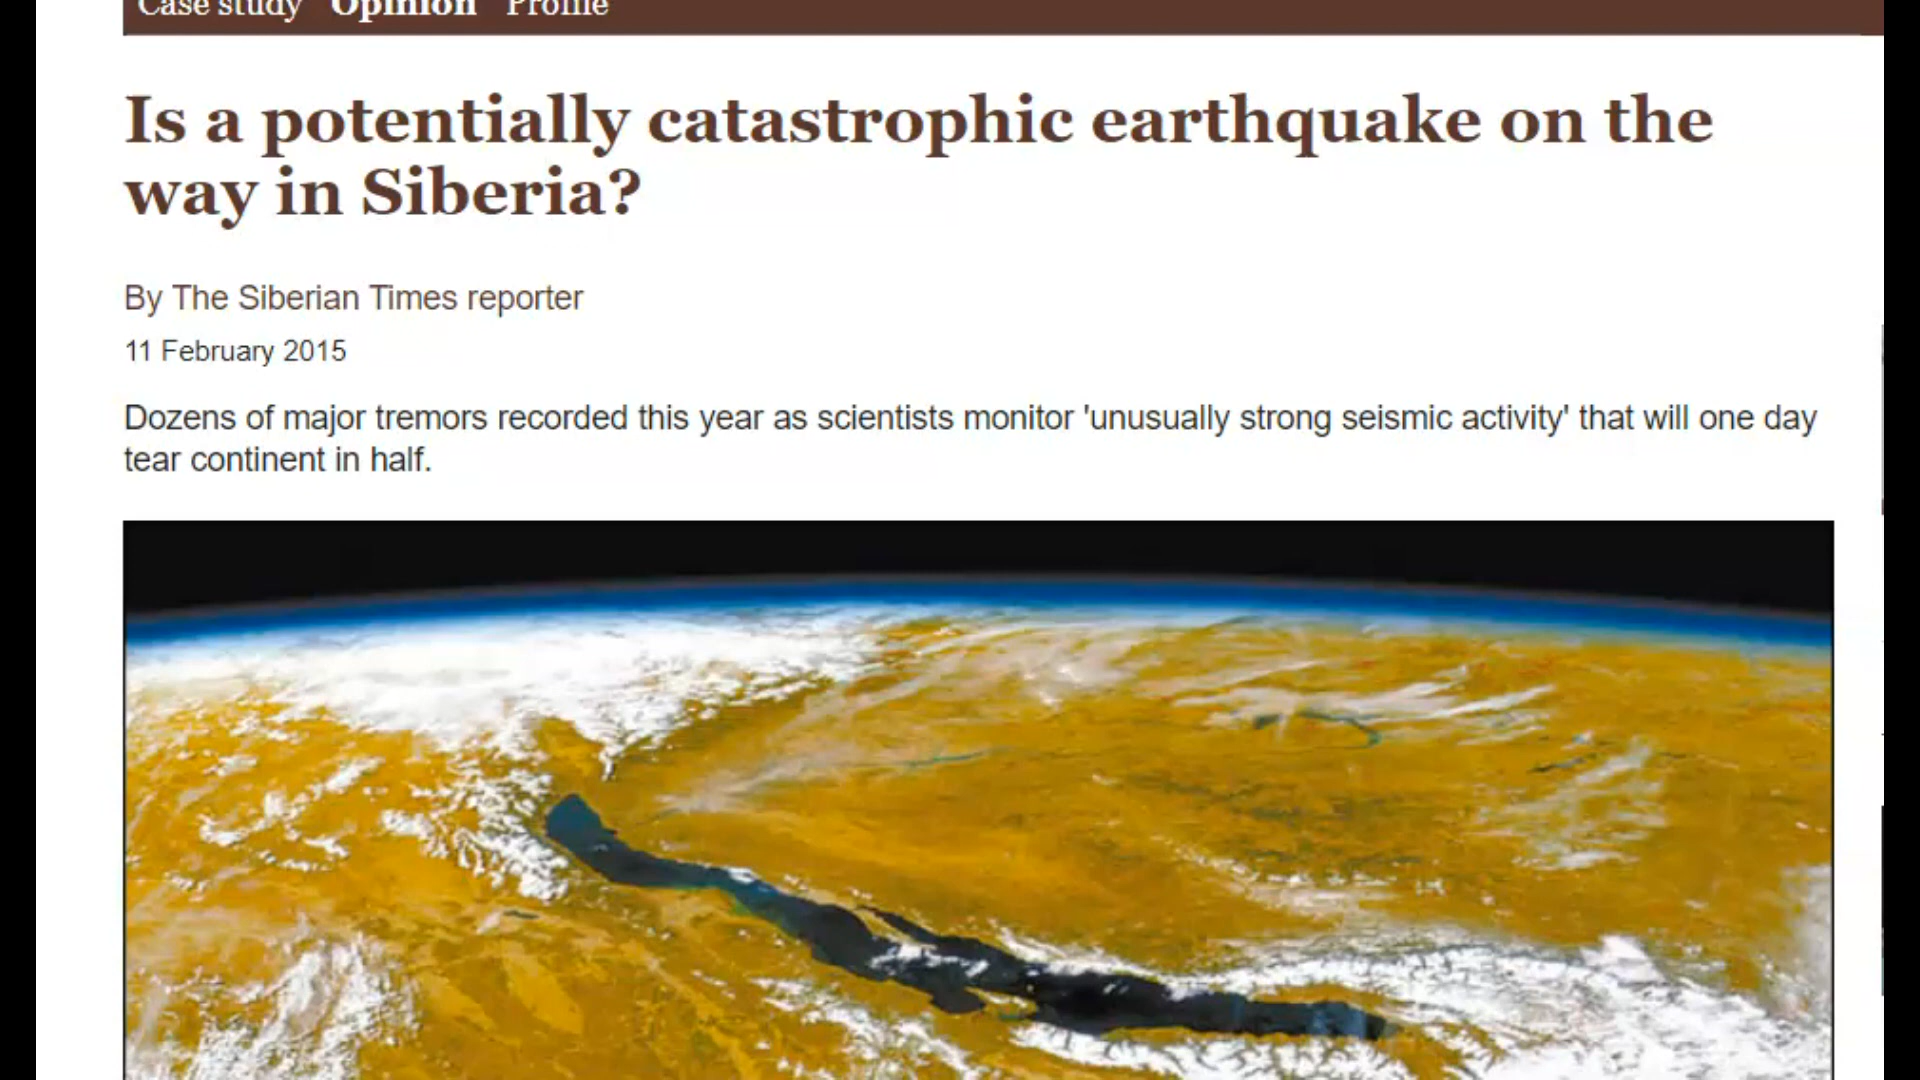 Case study Opinion Profile
Is a potentially catastrophic earthquake on the
way in Siberia?
By The Siberian Times reporter
11 February 2015
Dozens of major tremors recorded this year as scientists monitor 'unusually strong seismic activity' that will one day
tear continent in half.